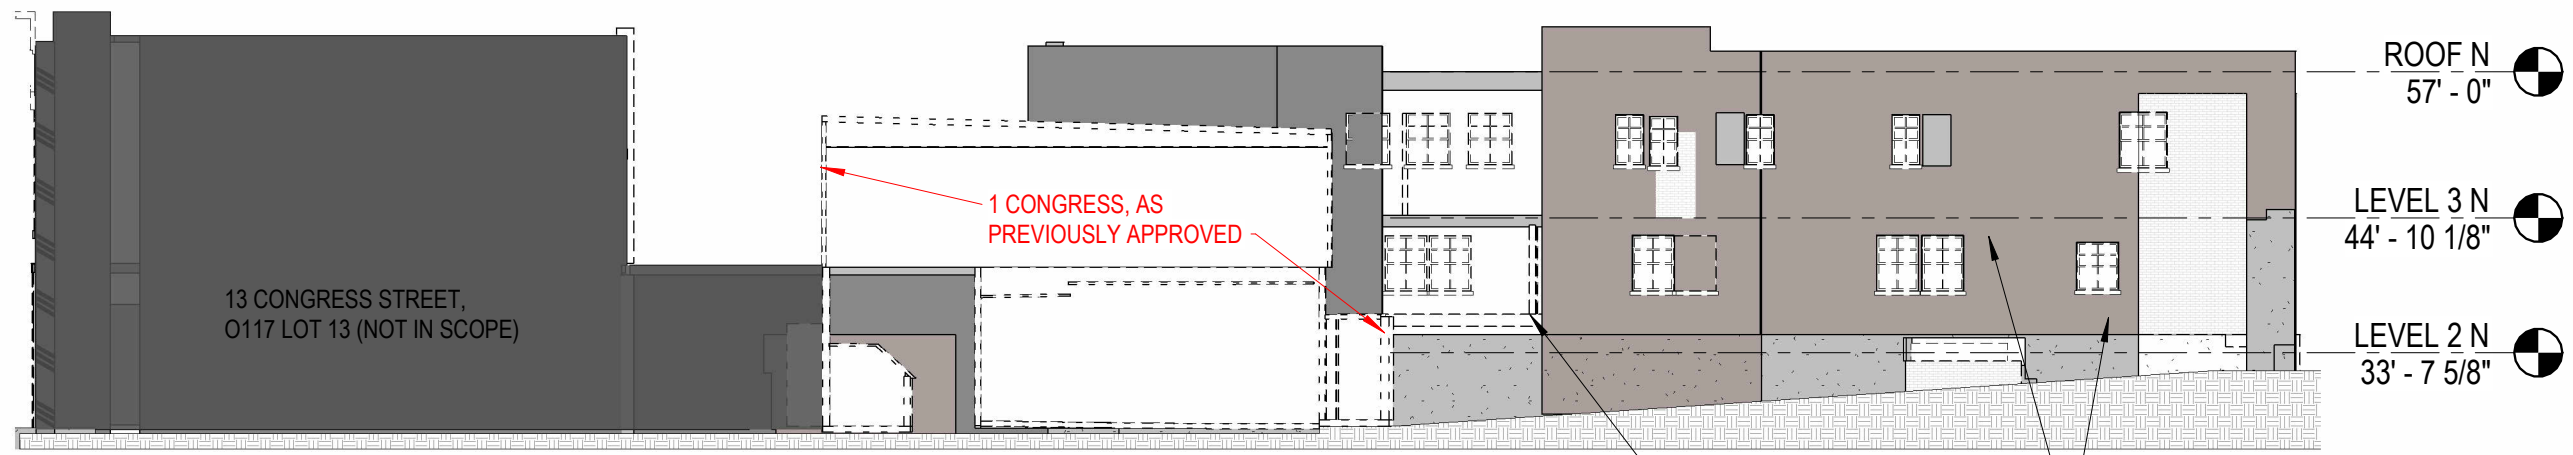 13 CONGRESS STREET,
O117 LOT 13 (NOT IN SCOPE)
1 CONGRESS, AS
PREVIOUSLY APPROVED
ROOF N
57' - 0"
LEVEL 3 N
44' - 10 1/8"
LEVEL 2 N
33' - 7 5/8"